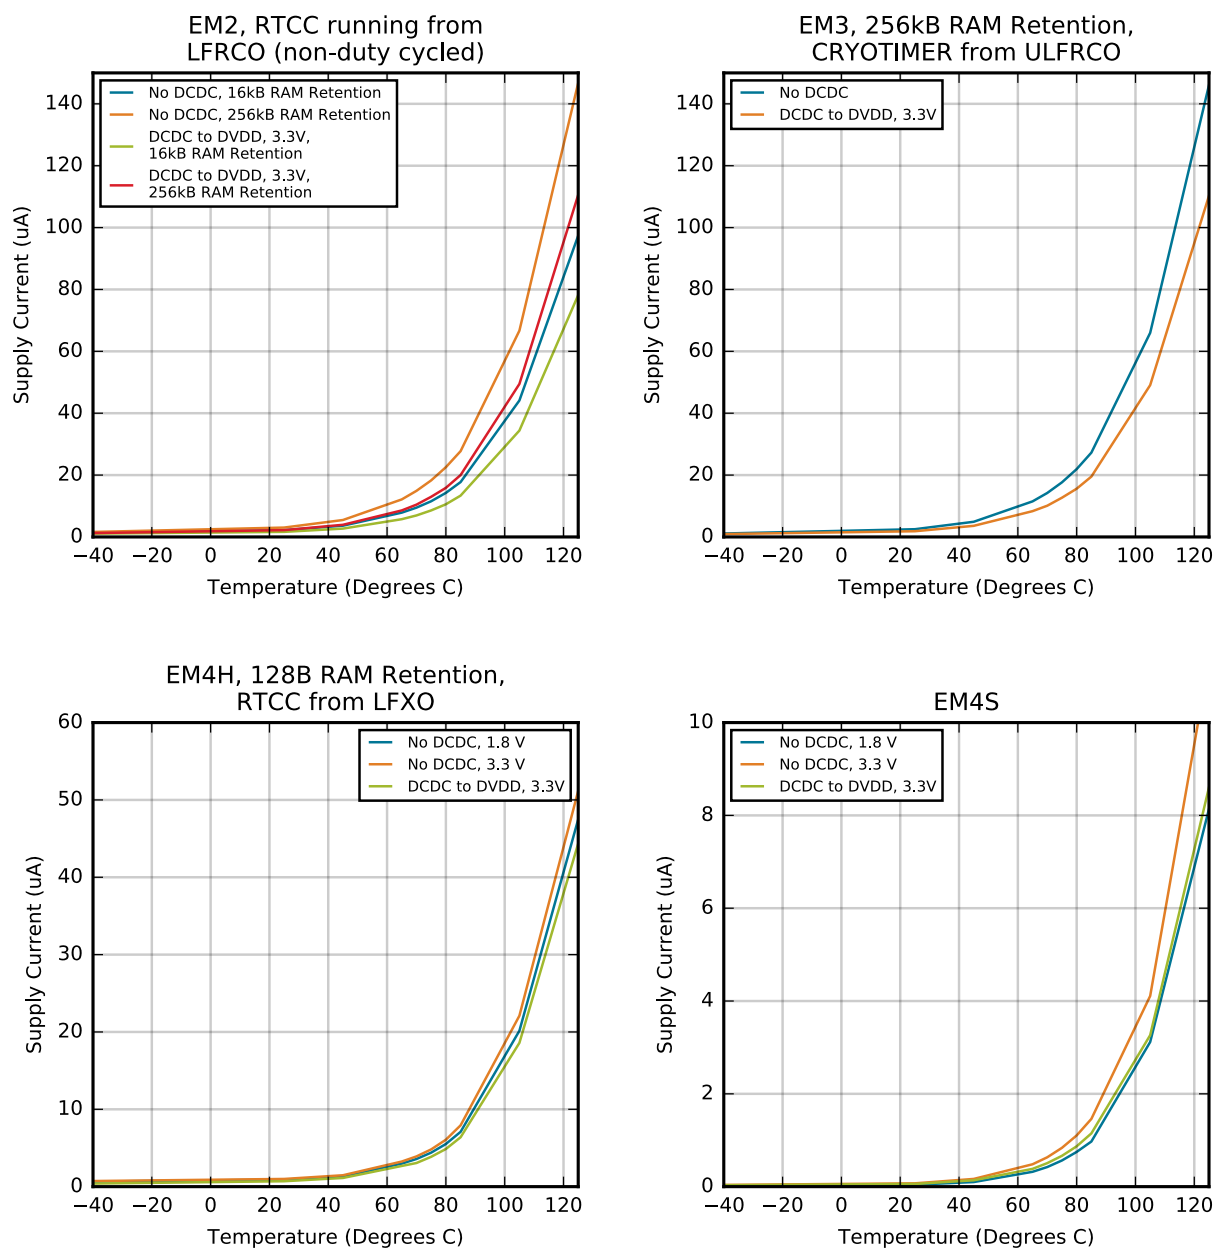 EM2, RTCC running from
LFRCO (non-duty cycled)
No DCDC, 16kB RAM Retention
No DCDC, 256kB RAM Retention
DCDC to DVDD, 3.3V,
16kB RAM Retention
DCDC to DVDD, 3.3V,
256kB RAM Retention
Supply Current (uA)
140
120
100
80
60
40
20
0
−40 −20 0 20 40 60 80 100 120
Temperature (Degrees C)
EM3, 256kB RAM Retention,
CRYOTIMER from ULFRCO
No DCDC
DCDC to DVDD, 3.3V
Supply Current (uA)
140
120
100
80
60
40
20
0
−40 −20 0 20 40 60 80 100 120
Temperature (Degrees C)
EM4H, 128B RAM Retention,
RTCC from LFXO
No DCDC, 1.8 V
No DCDC, 3.3 V
DCDC to DVDD, 3.3V
Supply Current (uA)
60
50
40
30
20
10
0
−40 −20 0 20 40 60 80 100 120
Temperature (Degrees C)
EM4S
No DCDC, 1.8 V
No DCDC, 3.3 V
DCDC to DVDD, 3.3V
Supply Current (uA)
10
8
6
4
2
0
−40 −20 0 20 40 60 80 100 120
Temperature (Degrees C)